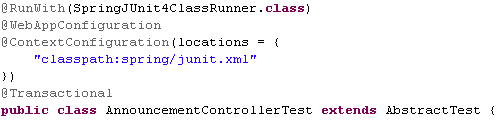 @RunWith(SpringJUnit4ClassRunner.class)
@WebAppConfiguration
@ContextConfiguration(locations = {
"classpath:spring/junit.xml"
})
@Transactional
public class AnnouncementControllerTest extends AbstractTest {